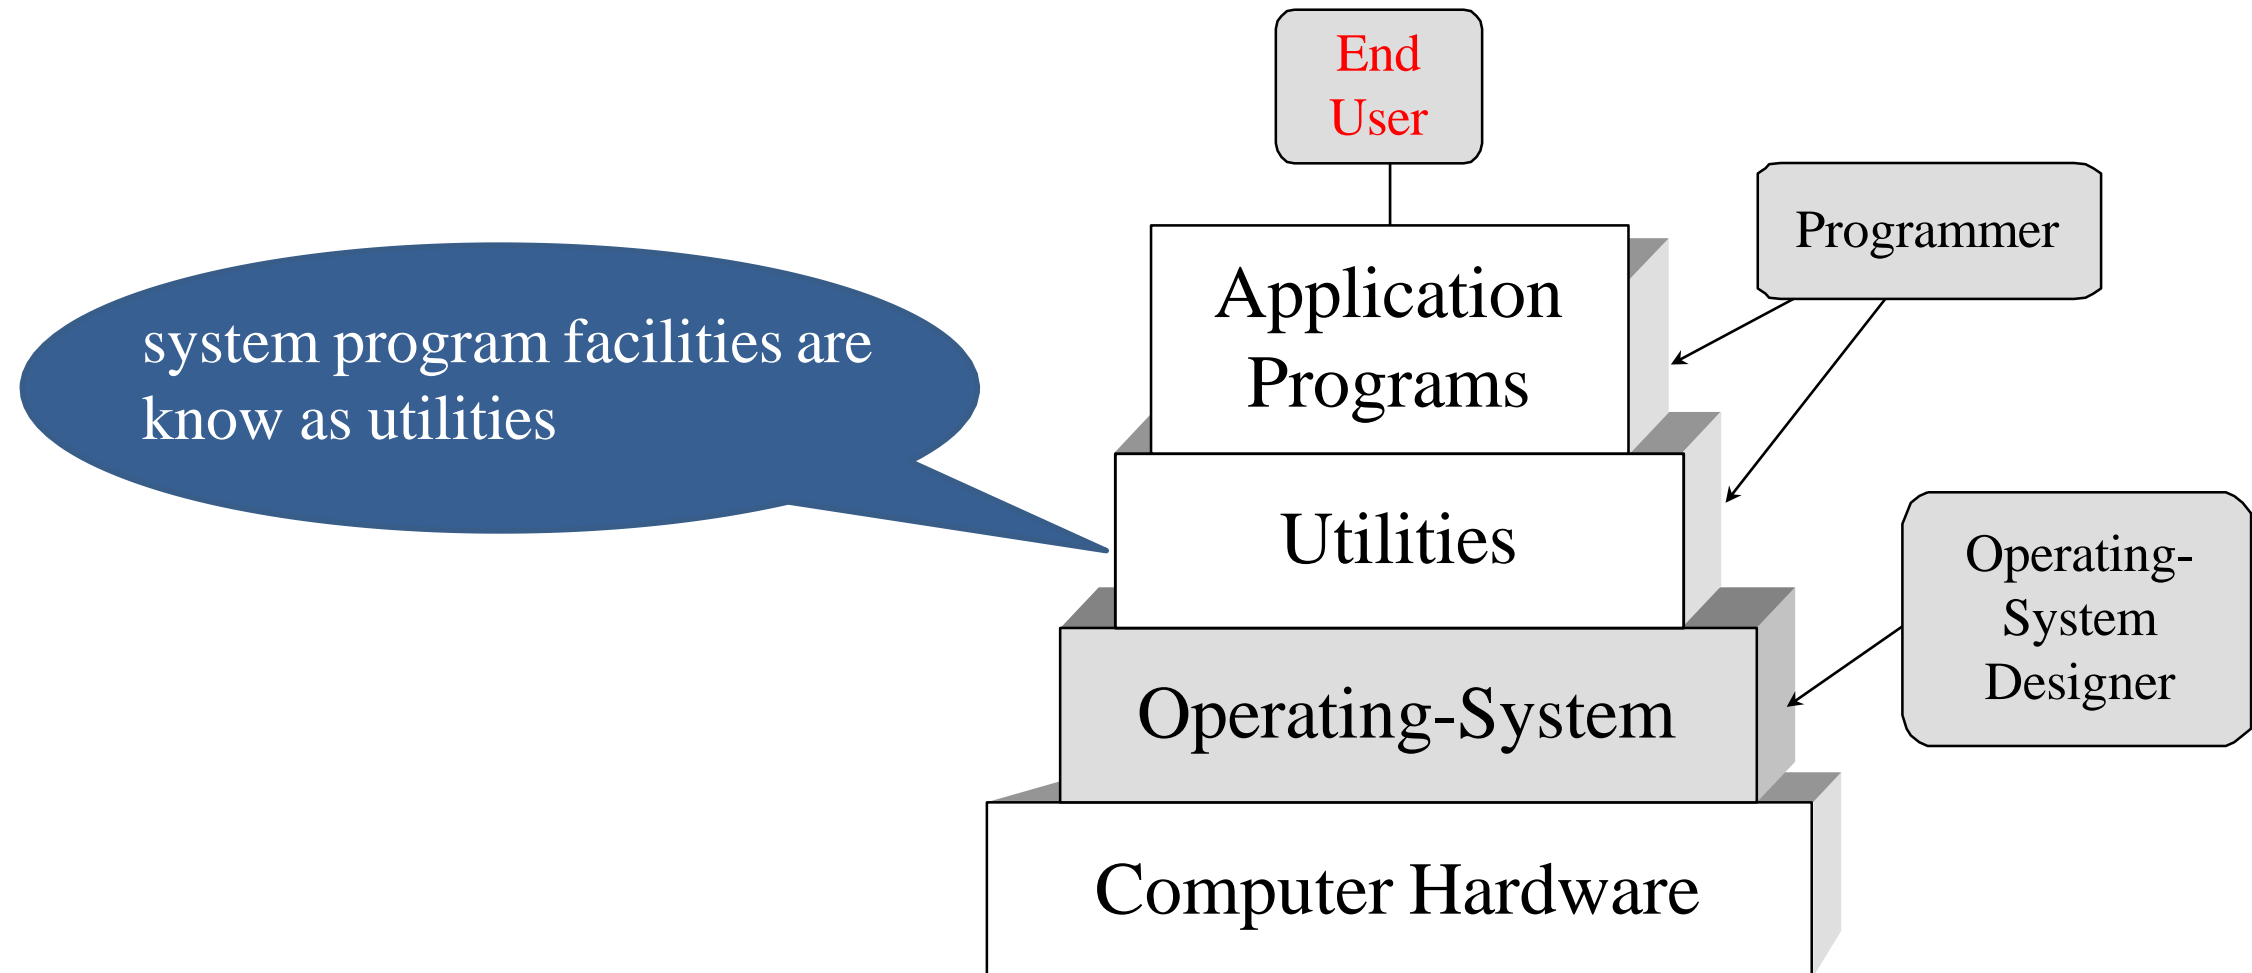 End
User
Programmer
Application
Programs
system program facilities are
know as utilities
Utilities
Operating-
System
Designer
Operating-System
Computer Hardware